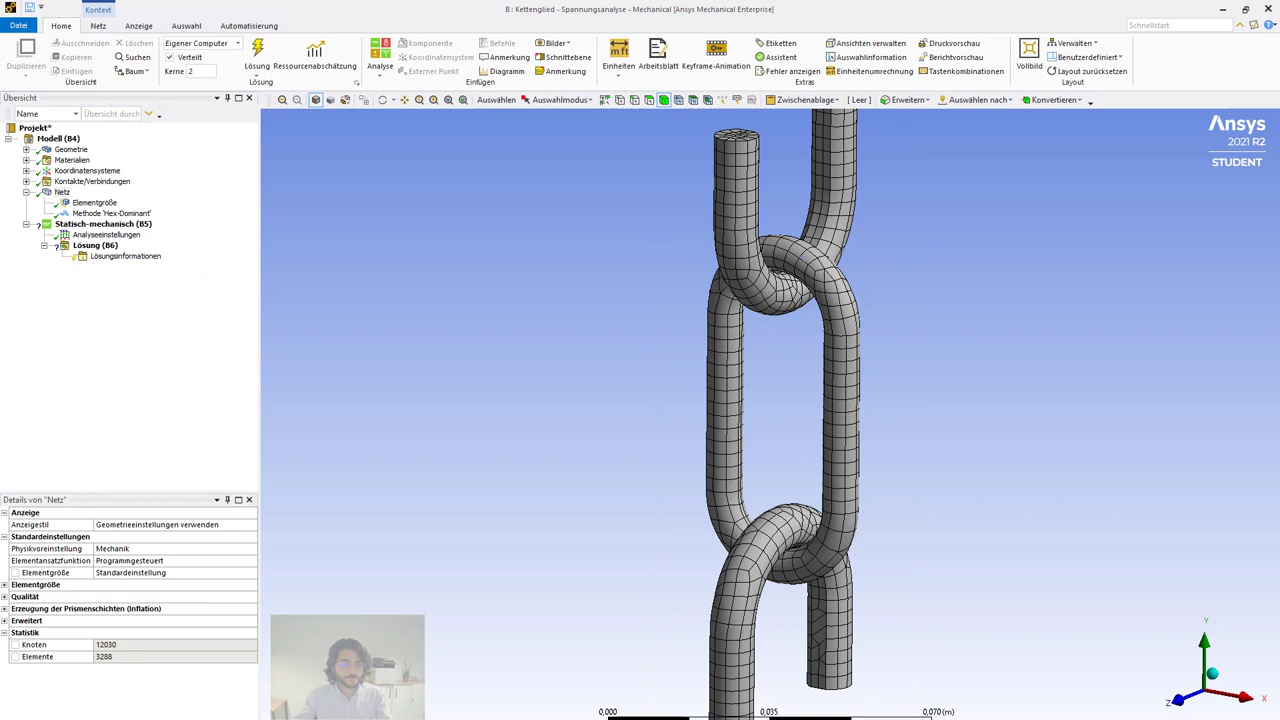 B : Kettenglied - Spannungsanalyse - Mechanical [Ansys Mechanical Enterprise]
Kontext
Datei Home Netz Anzeige Auswahl Automatisierung Schnellstart
Duplizieren
Ausschneiden Löschen
Kopieren Suchen
Einfügen Baum
Übersicht
Eigener Computer
Verteilt
Kerne 2
Lösung Ressourcenabschätzung
Lösung
Analyse
Komponente
Koordinatensystem
Externer Punkt
Befehle Bilder
Anmerkung Schnittebene
Diagramm Anmerkung
Einfügen
mft
Einheiten Arbeitsblatt Keyframe-Animation
Etiketten Ansichten verwalten Druckvorschau
Assistent Auswahlinformation Berichtvorschau
Fehler anzeigen Einheitenumrechnung Tastenkombinationen
Extras
Vollbild
Verwalten
Benutzerdefiniert
Layout zurücksetzen
Layout
Übersicht
Auswählen Auswahlmodus Zwischenablage [ Leer ] Erweitern Auswählen nach Konvertieren
Name Übersicht durch
Projekt*
Modell (B4)
Geometrie
Materialien
Koordinatensysteme
Kontakte/Verbindungen
Netz
Elementgröße
Methode 'Hex-Dominant'
Statisch-mechanisch (B5)
Analyseeinstellungen
Lösung (B6)
Lösungsinformationen
Details von "Netz"
Anzeige
Anzeigestil Geometrieeinstellungen verwenden
Standardeinstellungen
Physikvoreinstellung Mechanik
Elementansatzfunktion Programmgesteuert
Elementgröße Standardeinstellung
Elementgröße
Qualität
Erzeugung der Prismenschichten (Inflation)
Erweitert
Statistik
Knoten 12030
Elemente 3288
Ansys
2021 R2
STUDENT
0,000 0,035 0,070 (m)
Y
X
Z